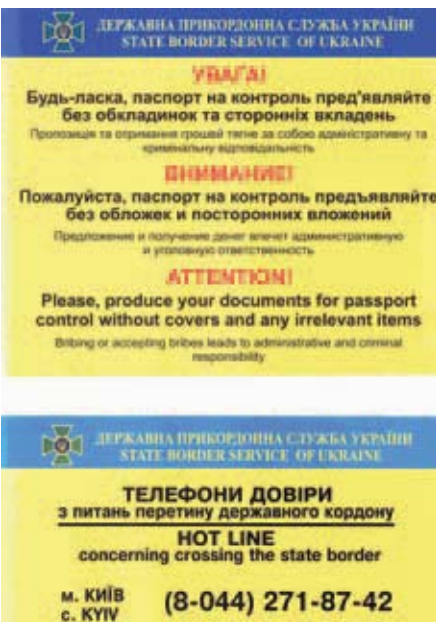 ДЕРЖАВНА ПРИКОРДОННА СЛУЖБА УКРАЇНИ
STATE BORDER SERVICE OF UKRAINE
УВАГА!
Будь-ласка, паспорт на контроль пред'являйте
без обкладинок та сторонніх вкладень
Пропозиція та отримання грошей тягне за собою адміністративну та
кримінальну відповідальність
ВНИМАНИЕ!
Пожалуйста, паспорт на контроль предъявляйте
без обложек и посторонних вложений
Предложение и получение денег влечет административную
и уголовную ответственность
ATTENTION!
Please, produce your documents for passport
control without covers and any irrelevant items
Bribing or accepting bribes leads to administrative and criminal
responsibility
ДЕРЖАВНА ПРИКОРДОННА СЛУЖБА УКРАЇНИ
STATE BORDER SERVICE OF UKRAINE
ТЕЛЕФОНИ ДОВІРИ
з питань перетину державного кордону
HOT LINE
concerning crossing the state border
м. КИЇВ
c. KYIV
(8-044) 271-87-42